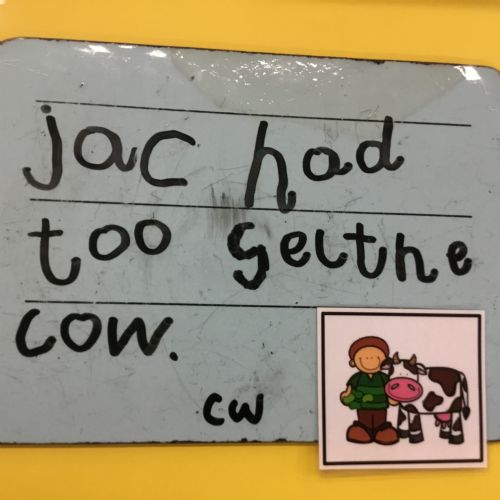 jac had
too selthe
cow.
cw